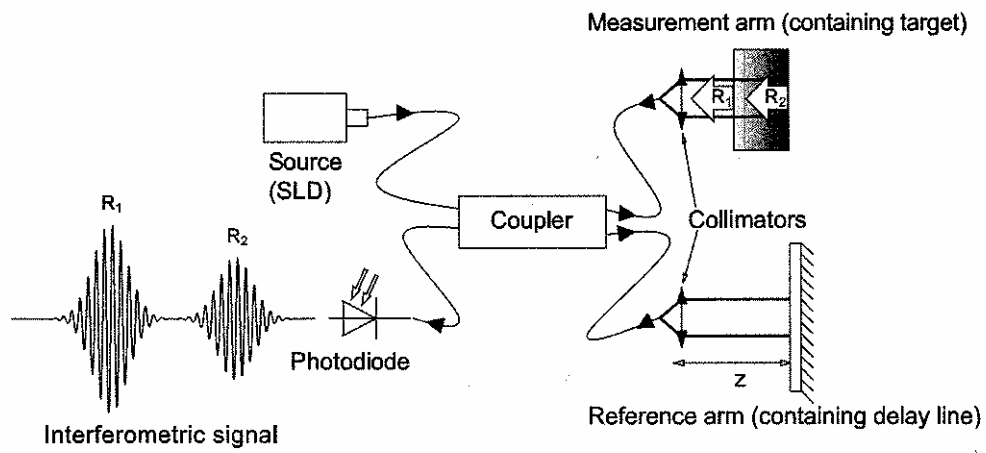 Measurement arm (containing target)
R1
R2
Source
(SLD)
R1
R2
Coupler
Collimators
Photodiode
z
Reference arm (containing delay line)
Interferometric signal